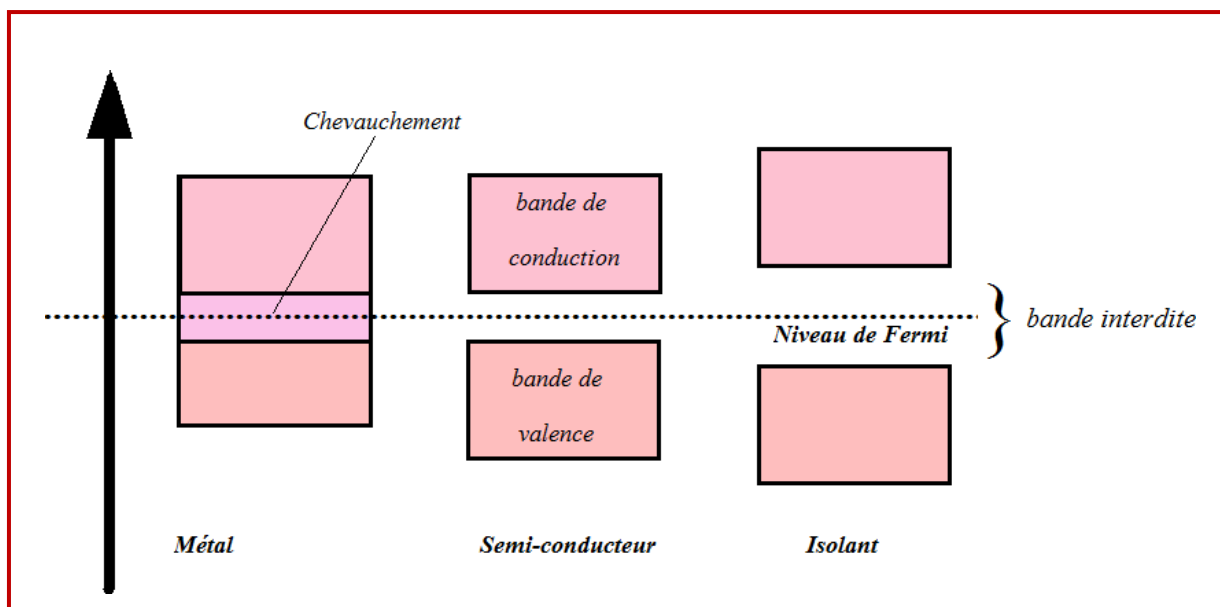 Chevauchement
bande de
conduction
Niveau de Fermi
bande interdite
bande de
valence
Métal
Semi-conducteur
Isolant